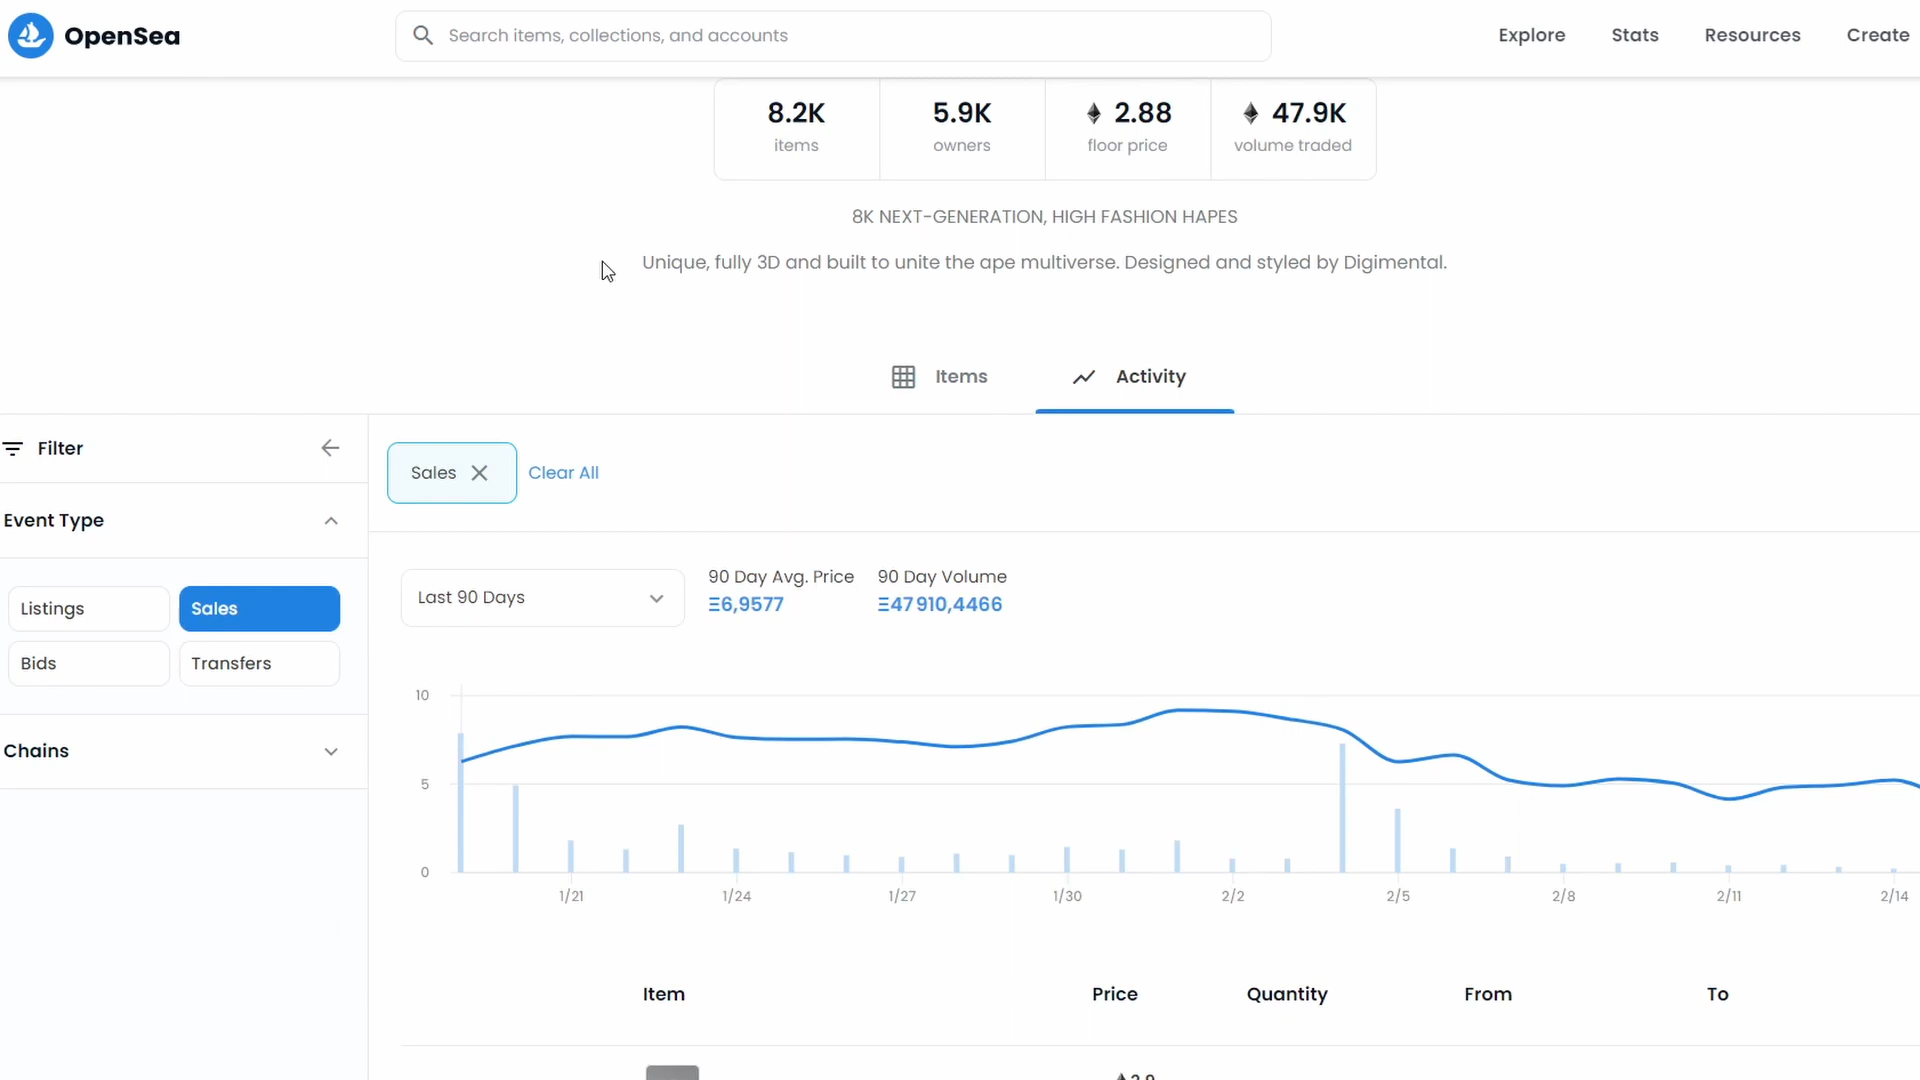 OpenSea
Search items, collections, and accounts
Explore
Stats
Resources
Create
8.2K
items
5.9K
owners
2.88
floor price
47.9K
volume traded
8K NEXT-GENERATION, HIGH FASHION HAPES
Unique, fully 3D and built to unite the ape multiverse. Designed and styled by Digimental.
Items
Activity
Filter
Event Type
Listings
Sales
Bids
Transfers
Chains
Sales
Clear All
Last 90 Days
90 Day Avg. Price
Ξ6,9577
90 Day Volume
Ξ47 910,4466
10
5
0
1/21
1/24
1/27
1/30
2/2
2/5
2/8
2/11
2/14
Item
Price
Quantity
From
To